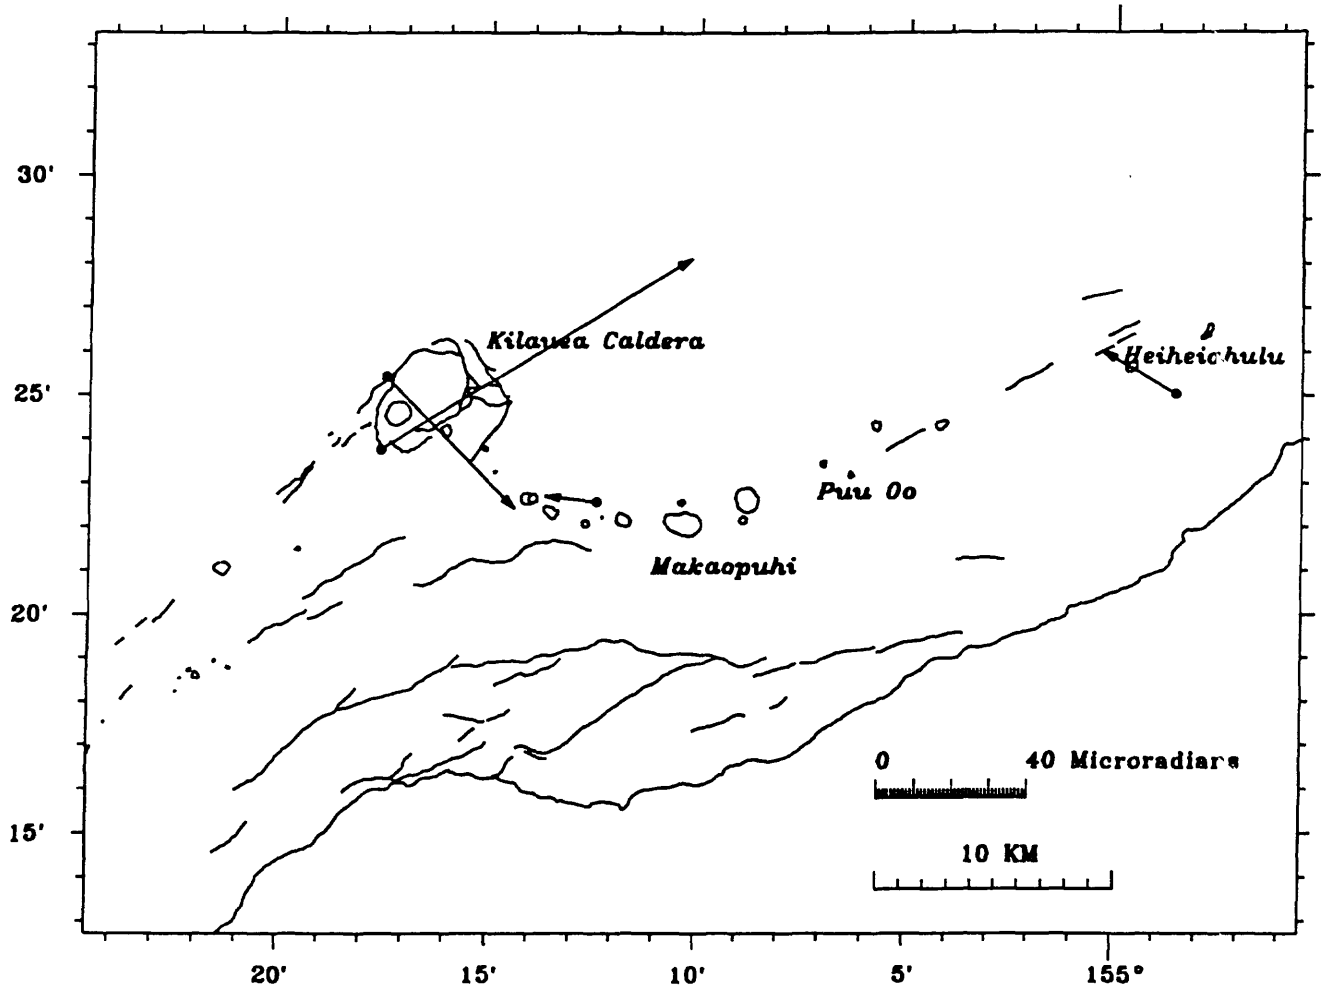 30'
Kilauea Caldera
Heiheiahulu
25'
Puu Oo
Makaopuhi
20'
0 40 Microradians
15'
10 KM
20' 15' 10' 5' 155°